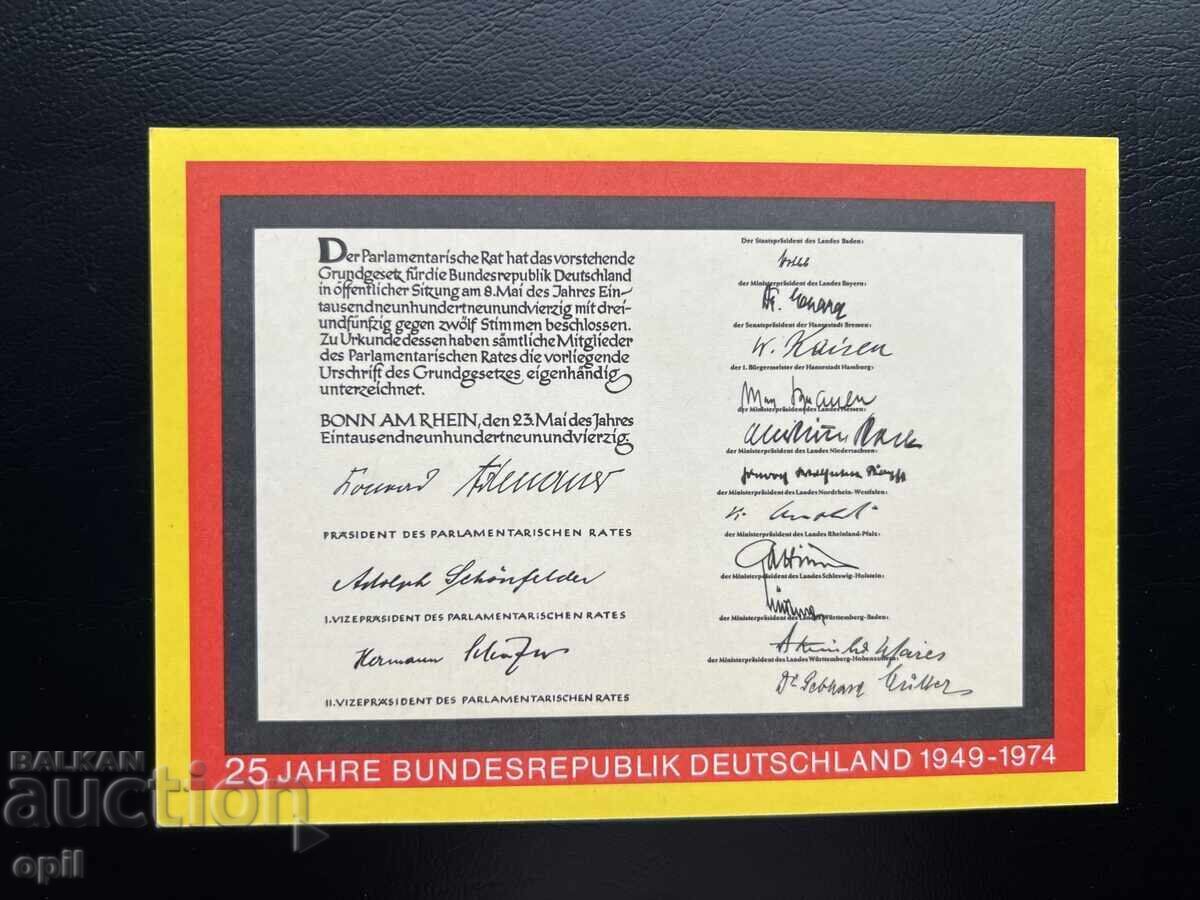 Der Parlamentarische Rat hat das vorstehende
Grundgesetz für die Bundesrepublik Deutschland
in öffentlicher Sitzung am 8. Mai des Jahres Ein-
tausendneunhundertneunundvierzig mit drei-
undfünfzig gegen zwölf Stimmen beschlossen.
Zu Urkunde dessen haben sämtliche Mitglieder
des Parlamentarischen Rates die vorliegende
Urschrift des Grundgesetzes eigenhändig
unterzeichnet.
BONN AM RHEIN, den 23. Mai des Jahres
Eintausendneunhundertneunundvierzig
Konrad Adenauer
PRÄSIDENT DES PARLAMENTARISCHEN RATES
Adolph Schönfelder
I. VIZEPRÄSIDENT DES PARLAMENTARISCHEN RATES
Hermann Schäfer
II. VIZEPRÄSIDENT DES PARLAMENTARISCHEN RATES
Der Staatspräsident des Landes Baden:
der Ministerpräsident des Landes Bayern:
der Senatspräsident der Hansestadt Bremen:
W. Kaisen
der 1. Bürgermeister der Hansestadt Hamburg:
Max Brauer
der Ministerpräsident des Landes Hessen:
der Ministerpräsident des Landes Niedersachsen:
der Ministerpräsident des Landes Nordrhein-Westfalen:
K. Arnold
der Ministerpräsident des Landes Rheinland-Pfalz:
der Ministerpräsident des Landes Schleswig-Holstein:
der Ministerpräsident des Landes Württemberg-Baden:
der Ministerpräsident des Landes Württemberg-Hohenzollern:
Dr Gebhard Müller
25 JAHRE BUNDESREPUBLIK DEUTSCHLAND 1949-1974
BALKAN
auction
opil